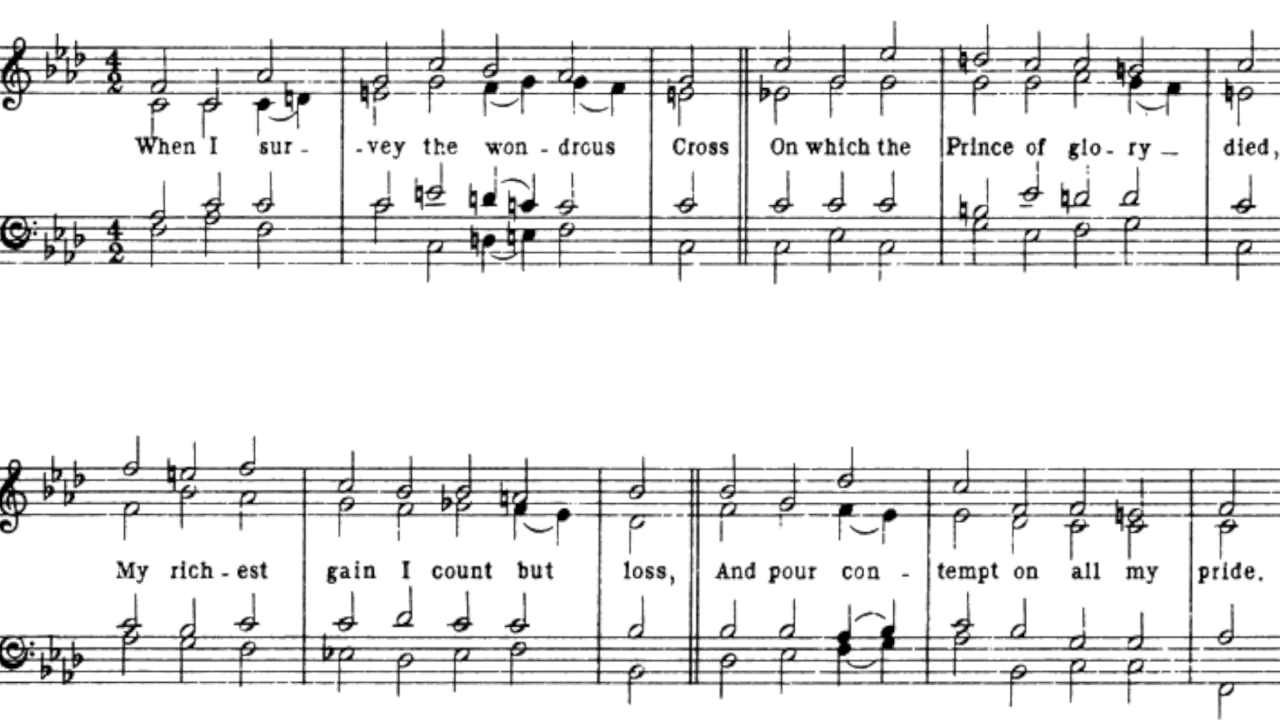 When I sur - - vey the won - drous Cross On which the Prince of glo - ry — died,
My rich - est gain I count but loss, And pour con - tempt on all my pride.